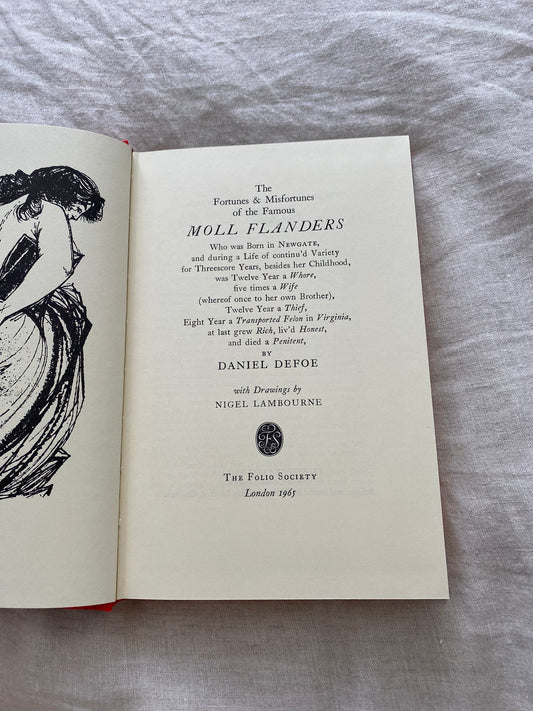 The
Fortunes & Misfortunes
of the Famous
MOLL FLANDERS
Who was Born in NEWGATE,
and during a Life of continu'd Variety
for Threescore Years, besides her Childhood,
was Twelve Year a Whore,
five times a Wife
(whereof once to her own Brother),
Twelve Year a Thief,
Eight Year a Transported Felon in Virginia,
at last grew Rich, liv'd Honest,
and died a Penitent,
BY
DANIEL DEFOE
with Drawings by
NIGEL LAMBOURNE
FS
THE FOLIO SOCIETY
London 1965